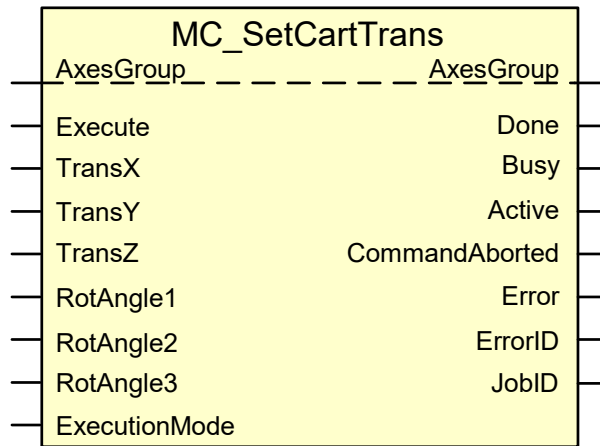 MC_SetCartTrans
AxesGroup AxesGroup
Execute Done
TransX Busy
TransY Active
TransZ CommandAborted
RotAngle1 Error
RotAngle2 ErrorID
RotAngle3 JobID
ExecutionMode